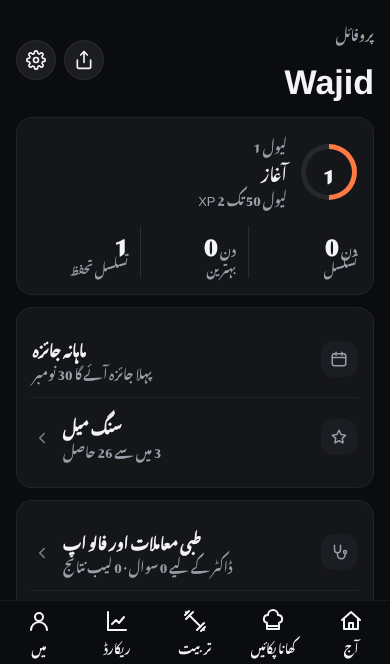 پروفائل
Wajid
لیول 1
آغاز
1
لیول 2 تک 50 XP
0 دن
تسلسل
0 دن
بہترین
1
تسلسل تحفظ
ماہانہ جائزہ
پہلا جائزہ آئے گا 30 نومبر
سنگ میل
26 میں سے 3 حاصل
طبی معاملات اور فالو اپ
ڈاکٹر کے لیے 0 سوال · 0 لیب نتائج
آج
کھانا پکائیں
تربیت
ریکارڈ
میں